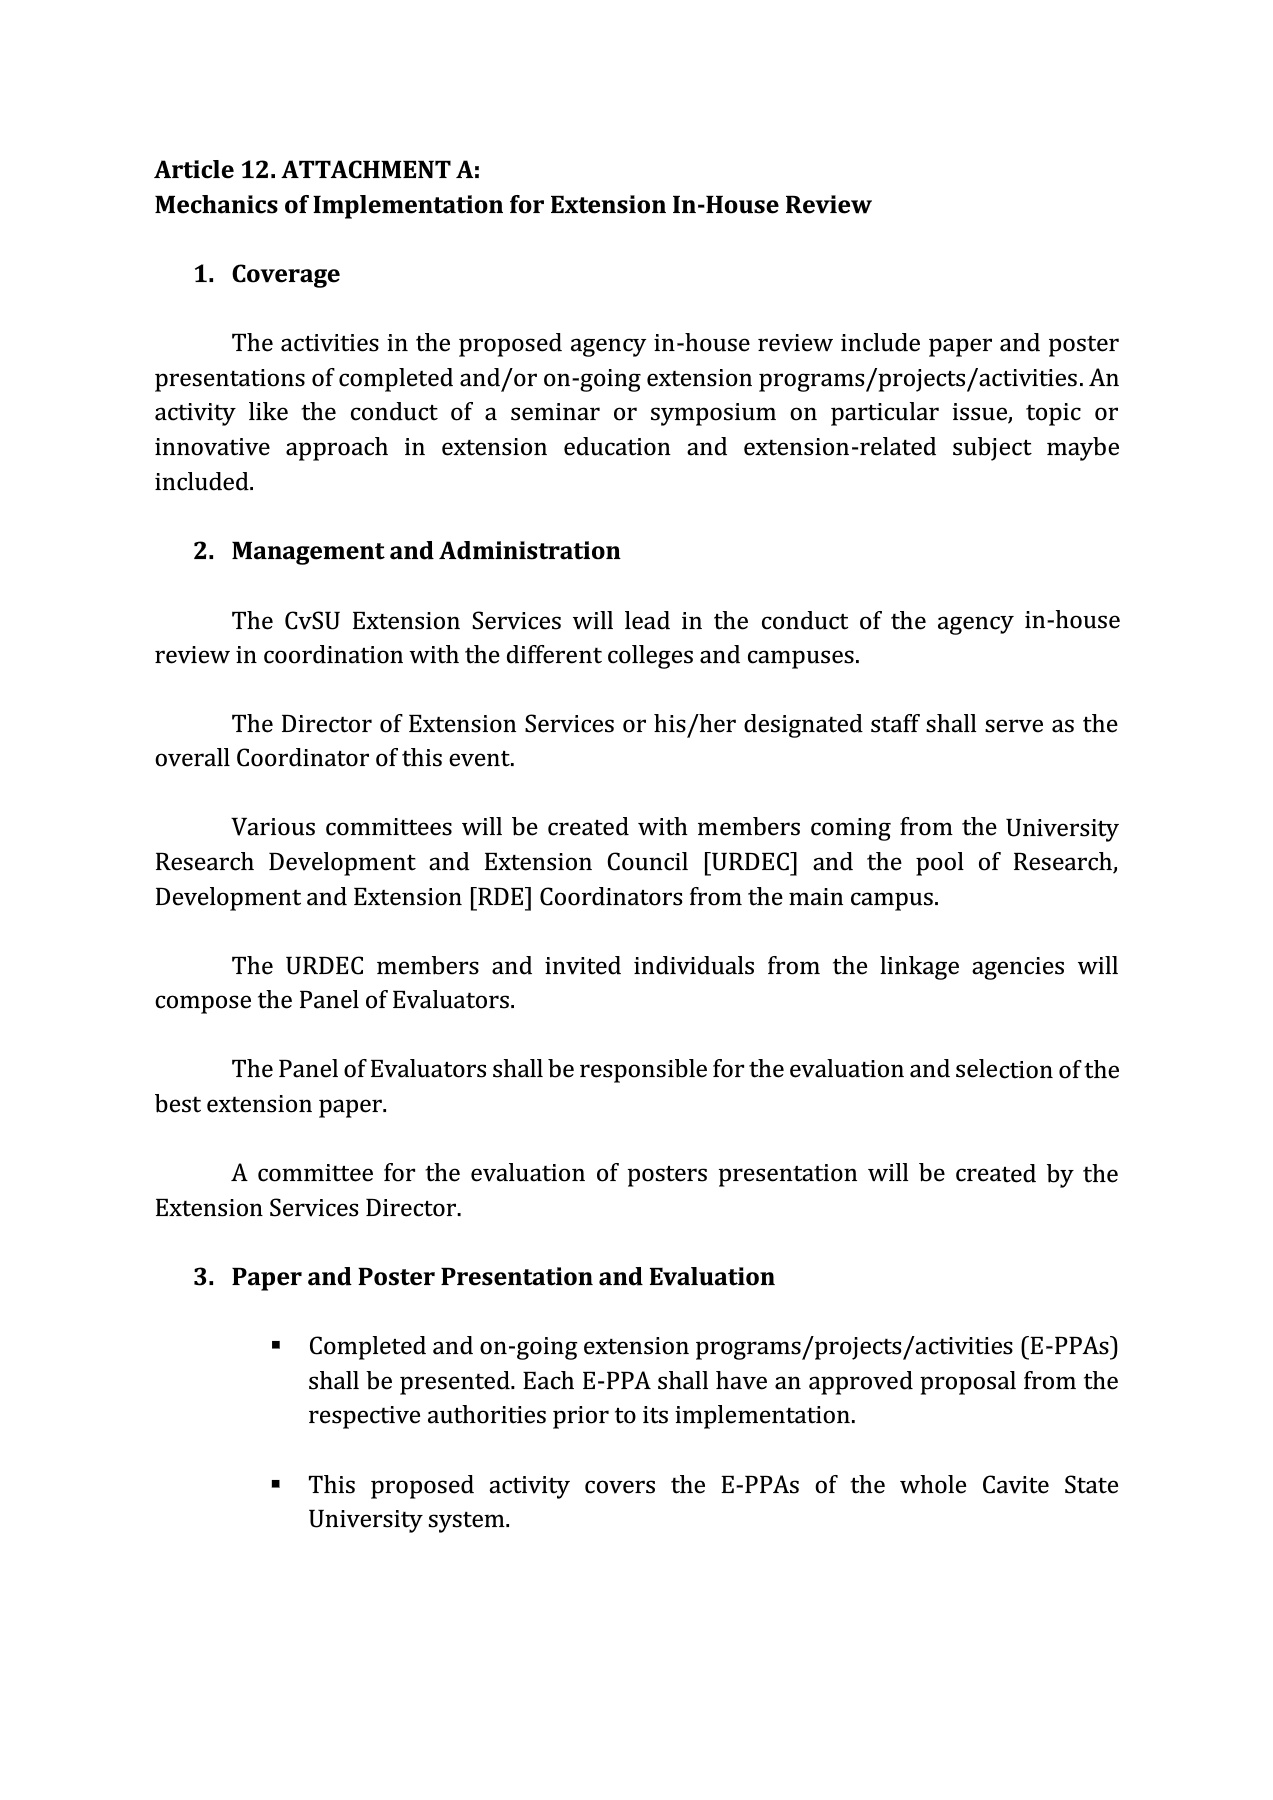 Article 12. ATTACHMENT A:
Mechanics of Implementation for Extension In-House Review
1. Coverage
The activities in the proposed agency in-house review include paper and poster
presentations of completed and/or on-going extension programs/projects/activities. An
activity like the conduct of a seminar or symposium on particular issue, topic or
innovative approach in extension education and extension-related subject maybe
included.
2. Management and Administration
The CvSU Extension Services will lead in the conduct of the agency in-house
review in coordination with the different colleges and campuses.
The Director of Extension Services or his/her designated staff shall serve as the
overall Coordinator of this event.
Various committees will be created with members coming from the University
Research Development and Extension Council [URDEC] and the pool of Research,
Development and Extension [RDE] Coordinators from the main campus.
The URDEC members and invited individuals from the linkage agencies will
compose the Panel of Evaluators.
The Panel of Evaluators shall be responsible for the evaluation and selection of the
best extension paper.
A committee for the evaluation of posters presentation will be created by the
Extension Services Director.
3. Paper and Poster Presentation and Evaluation
▪ Completed and on-going extension programs/projects/activities (E-PPAs)
shall be presented. Each E-PPA shall have an approved proposal from the
respective authorities prior to its implementation.
▪ This proposed activity covers the E-PPAs of the whole Cavite State
University system.